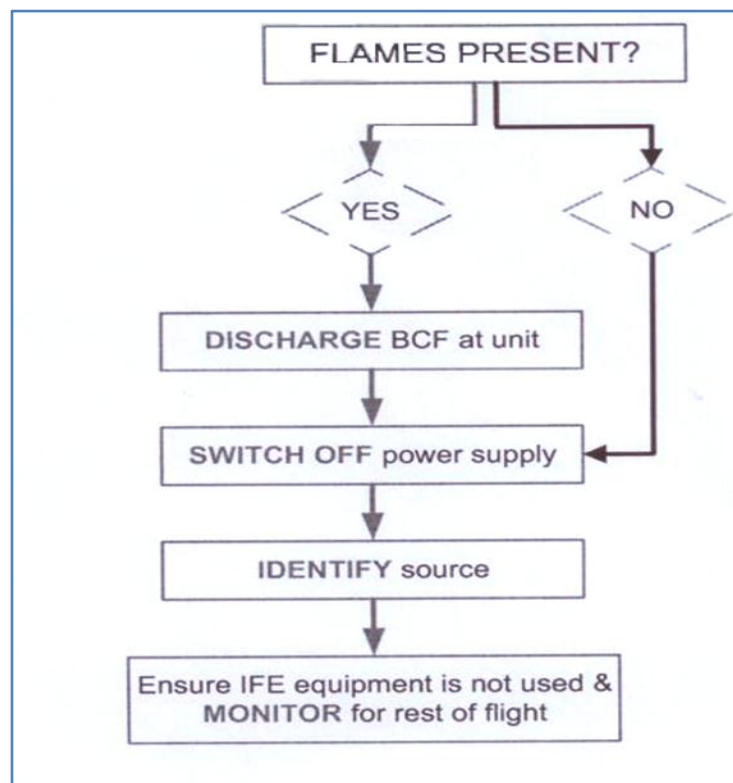 FLAMES PRESENT?
YES
NO
DISCHARGE BCF at unit
SWITCH OFF power supply
IDENTIFY source
Ensure IFE equipment is not used &
MONITOR for rest of flight